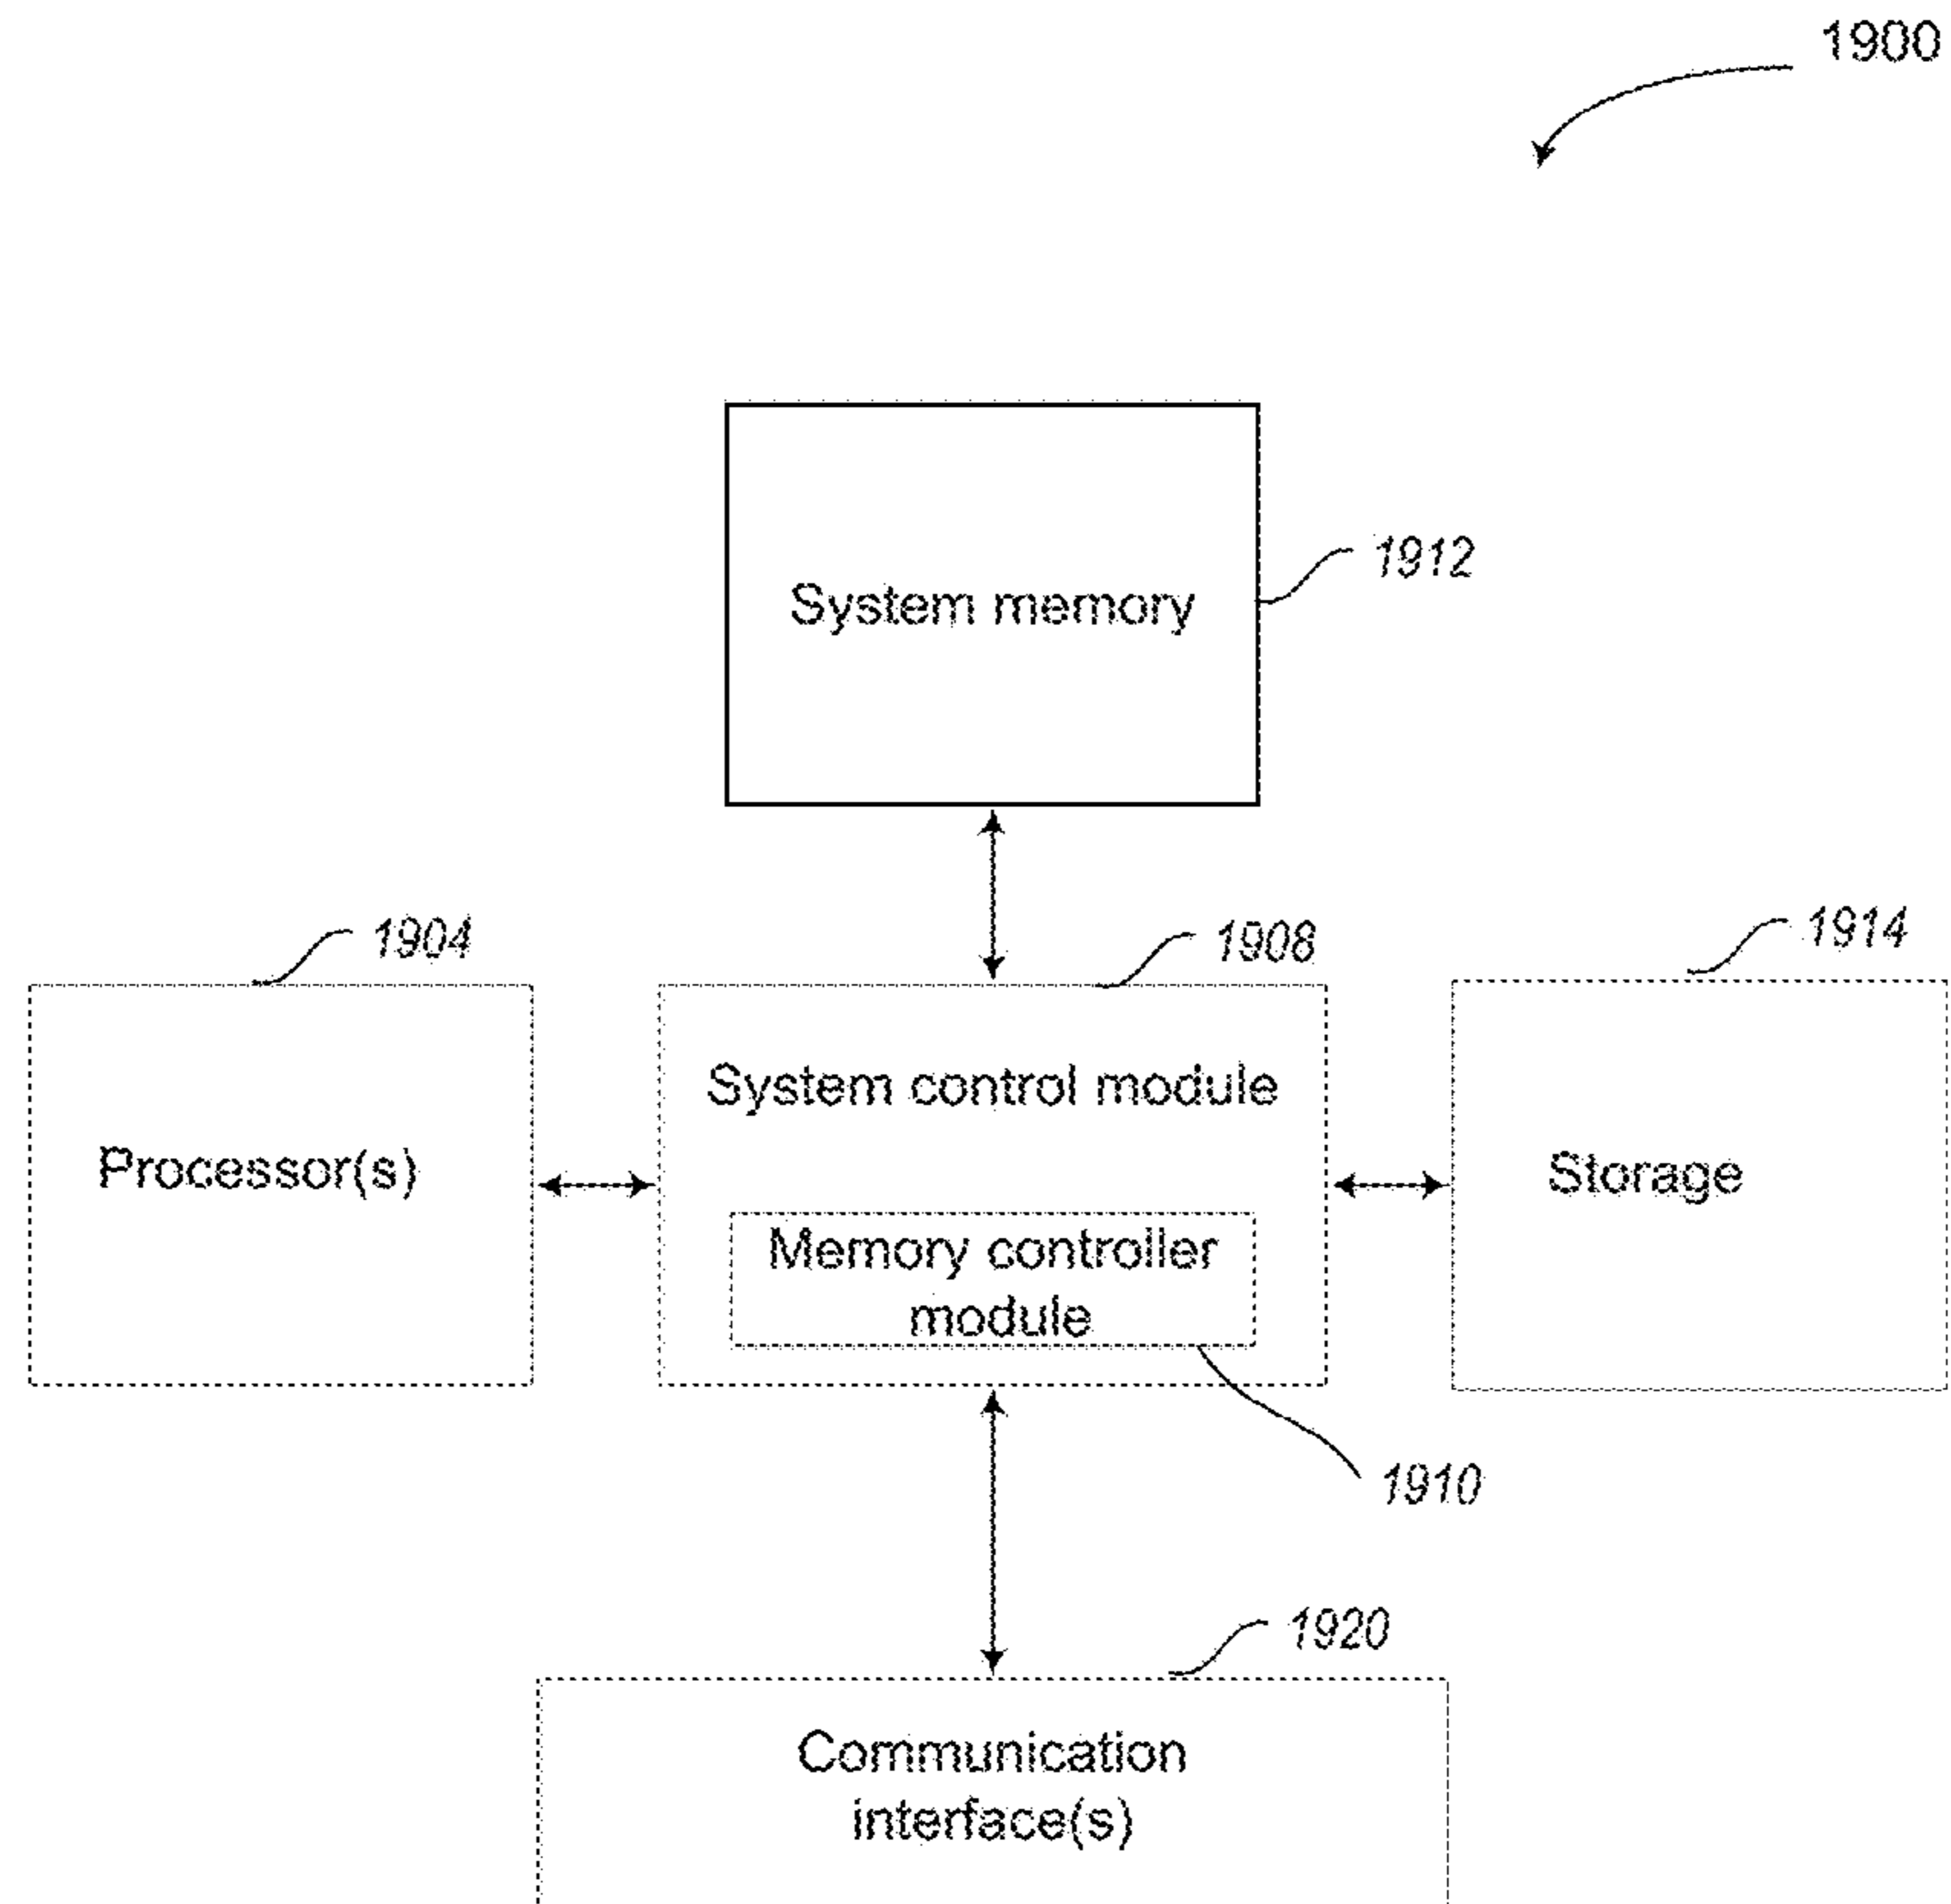 1900
System memory
1912
1904
1908
1914
System control module
Processor(s)
Storage
Memory controller
module
1910
1920
Communication
interface(s)